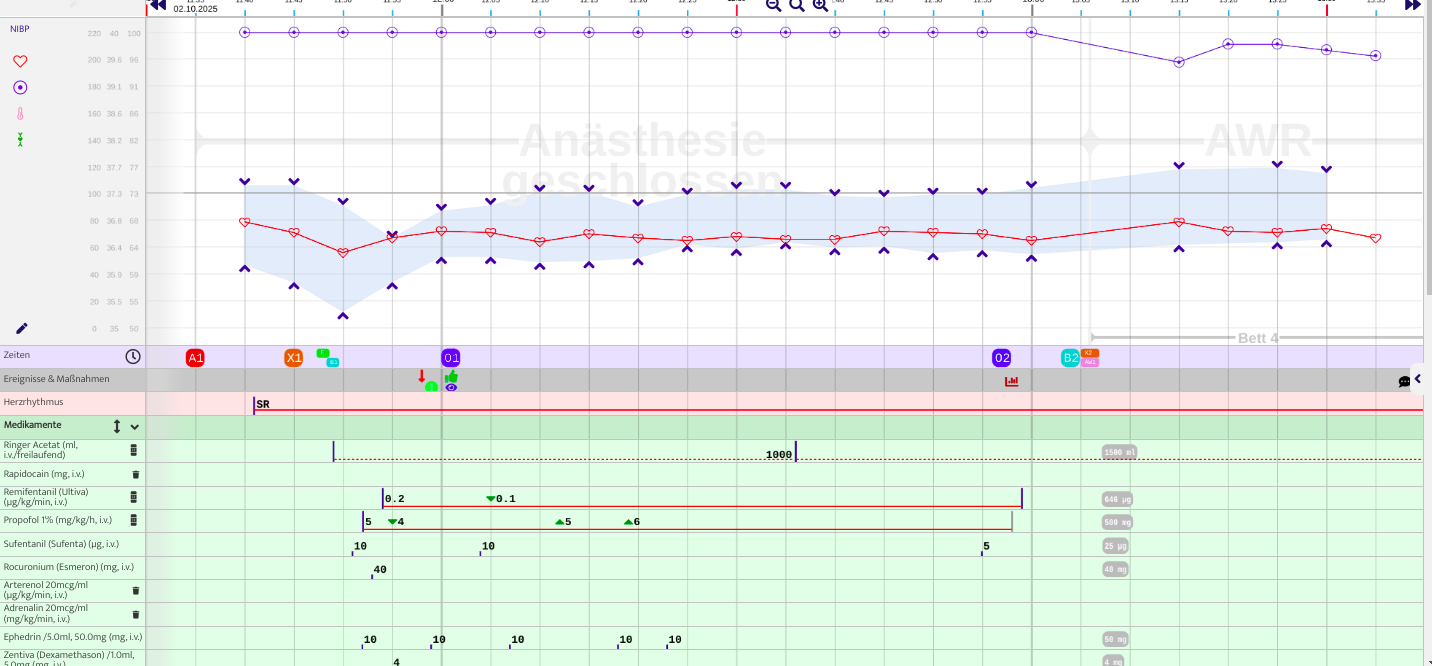 02.10.2025
NIBP
220 40 100
200 39.6 96
180 39.1 91
160 38.6 86
140 38.2 82
120 37.7 77
100 37.3 73
80 36.8 68
60 36.4 64
40 35.9 59
20 35.5 55
0 35 50
Anästhesie
geschlossen
AWR
Bett 4
Zeiten
A1 X1 01 02 B2 K2
Ereignisse & Maßnahmen
Herzrhythmus
SR
Medikamente
Ringer Acetat (ml,
i.v./freilaufend)
1000 1500 ml
Rapidocain (mg, i.v.)
Remifentanil (Ultiva)
(µg/kg/min, i.v.)
0.2 0.1 646 µg
Propofol 1% (mg/kg/h, i.v.)
5 4 5 6
Sufentanil (Sufenta) (µg, i.v.)
10 10 5 25 µg
Rocuronium (Esmeron) (mg, i.v.)
40 40 mg
Arterenol 20mcg/ml
(µg/kg/min, i.v.)
Adrenalin 20mcg/ml
(mg/kg/min, i.v.)
Ephedrin /5.0ml, 50.0mg (mg, i.v.)
10 10 10 10 10 50 mg
Zentiva (Dexamethason) /1.0ml,
5.0mg (mg, i.v.)
4 4 mg